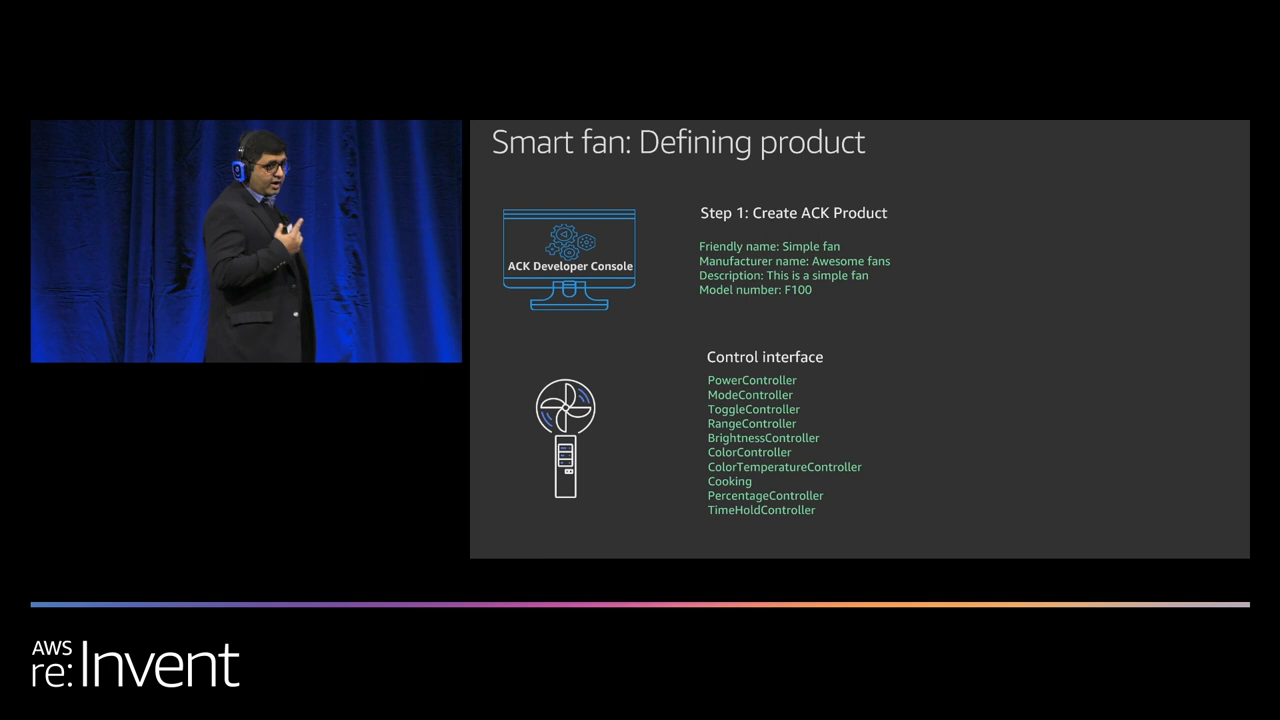 Smart fan: Defining product
ACK Developer Console
Step 1: Create ACK Product
Friendly name: Simple fan
Manufacturer name: Awesome fans
Description: This is a simple fan
Model number: F100
Control interface
PowerController
ModeController
ToggleController
RangeController
BrightnessController
ColorController
ColorTemperatureController
Cooking
PercentageController
TimeHoldController
AWS
re:Invent